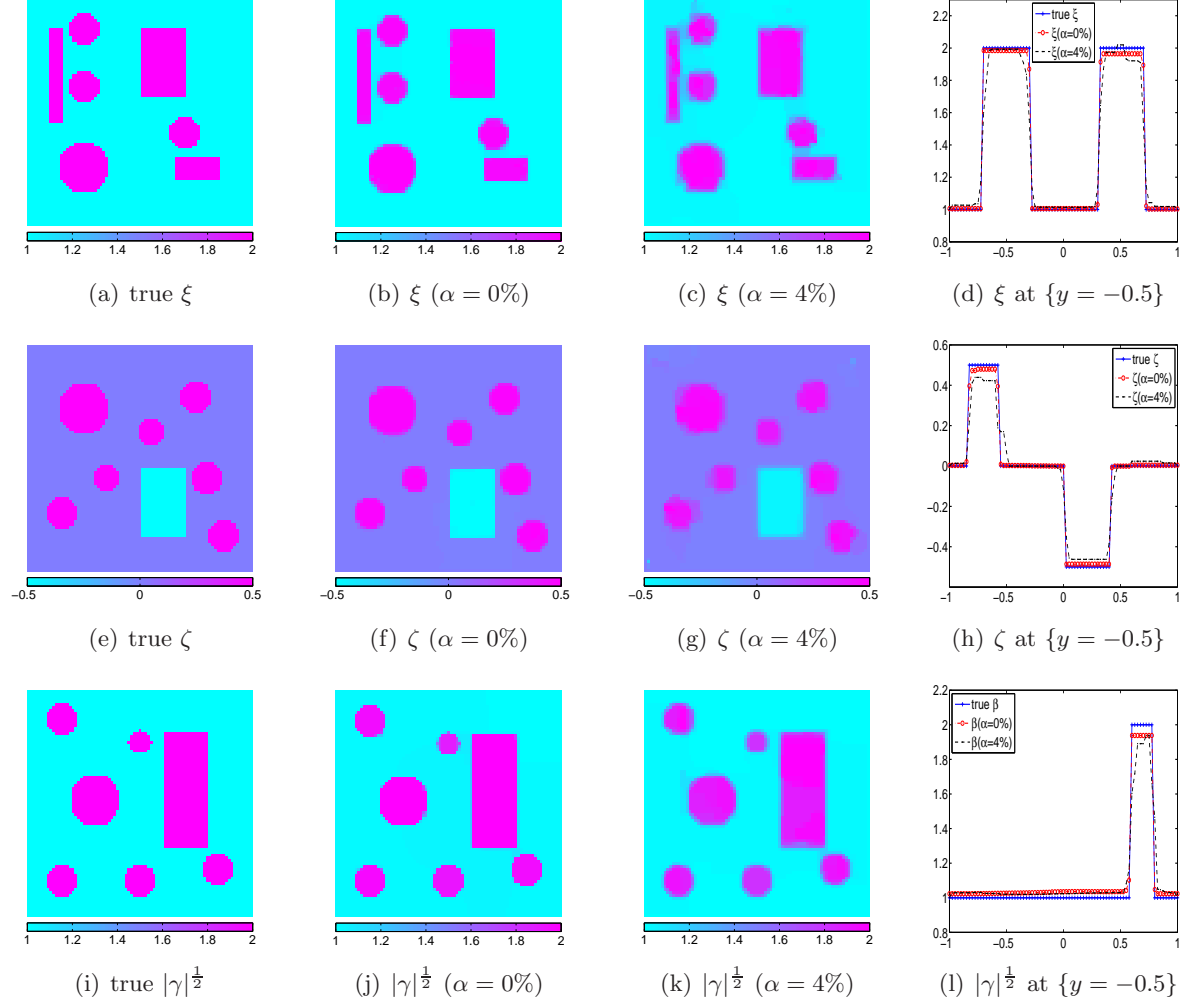 true ξ
ξ(α=0%)
ξ(α=4%)
2.2
2
1.8
1.6
1.4
1.2
1
0.8
−1 −0.5 0 0.5 1
1 1.2 1.4 1.6 1.8 2
1 1.2 1.4 1.6 1.8 2
1 1.2 1.4 1.6 1.8 2
(a) true ξ
(b) ξ (α = 0%)
(c) ξ (α = 4%)
(d) ξ at {y = −0.5}
true ζ
ζ(α=0%)
ζ(α=4%)
0.6
0.4
0.2
0
−0.2
−0.4
−1 −0.5 0 0.5 1
−0.5 0 0.5
−0.5 0 0.5
−0.5 0 0.5
(e) true ζ
(f) ζ (α = 0%)
(g) ζ (α = 4%)
(h) ζ at {y = −0.5}
true β
β(α=0%)
β(α=4%)
2.2
2
1.8
1.6
1.4
1.2
1
0.8
−1 −0.5 0 0.5 1
1 1.2 1.4 1.6 1.8 2
1 1.2 1.4 1.6 1.8 2
1 1.2 1.4 1.6 1.8 2
(i) true |γ|^{1/2}
(j) |γ|^{1/2} (α = 0%)
(k) |γ|^{1/2} (α = 4%)
(l) |γ|^{1/2} at {y = −0.5}